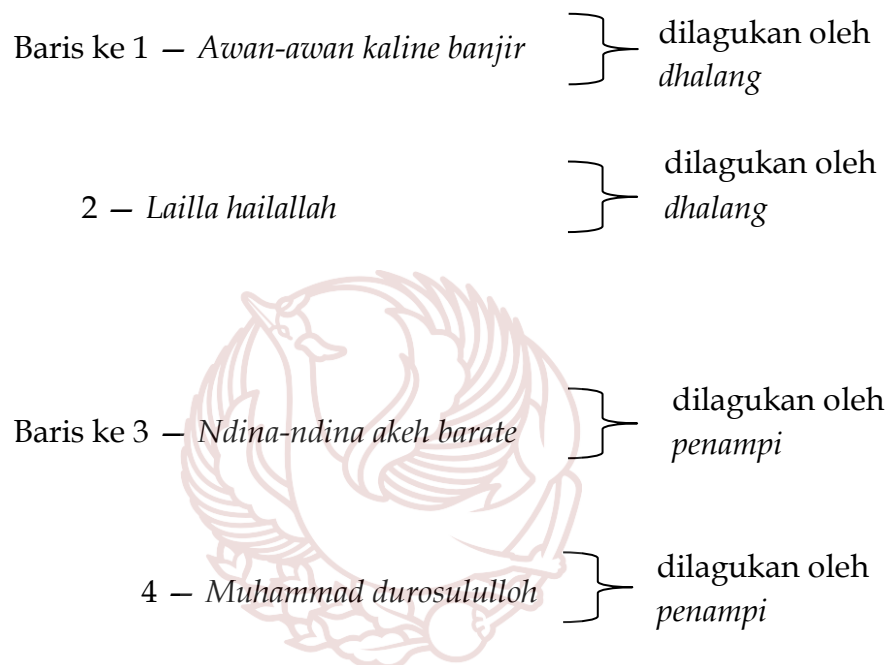 Baris ke 1 – Awan-awan kaline banjir
dilagukan oleh
dhalang
2 – Lailla hailallah
dilagukan oleh
dhalang
Baris ke 3 – Ndina-ndina akeh barate
dilagukan oleh
penampi
4 – Muhammad durosululloh
dilagukan oleh
penampi